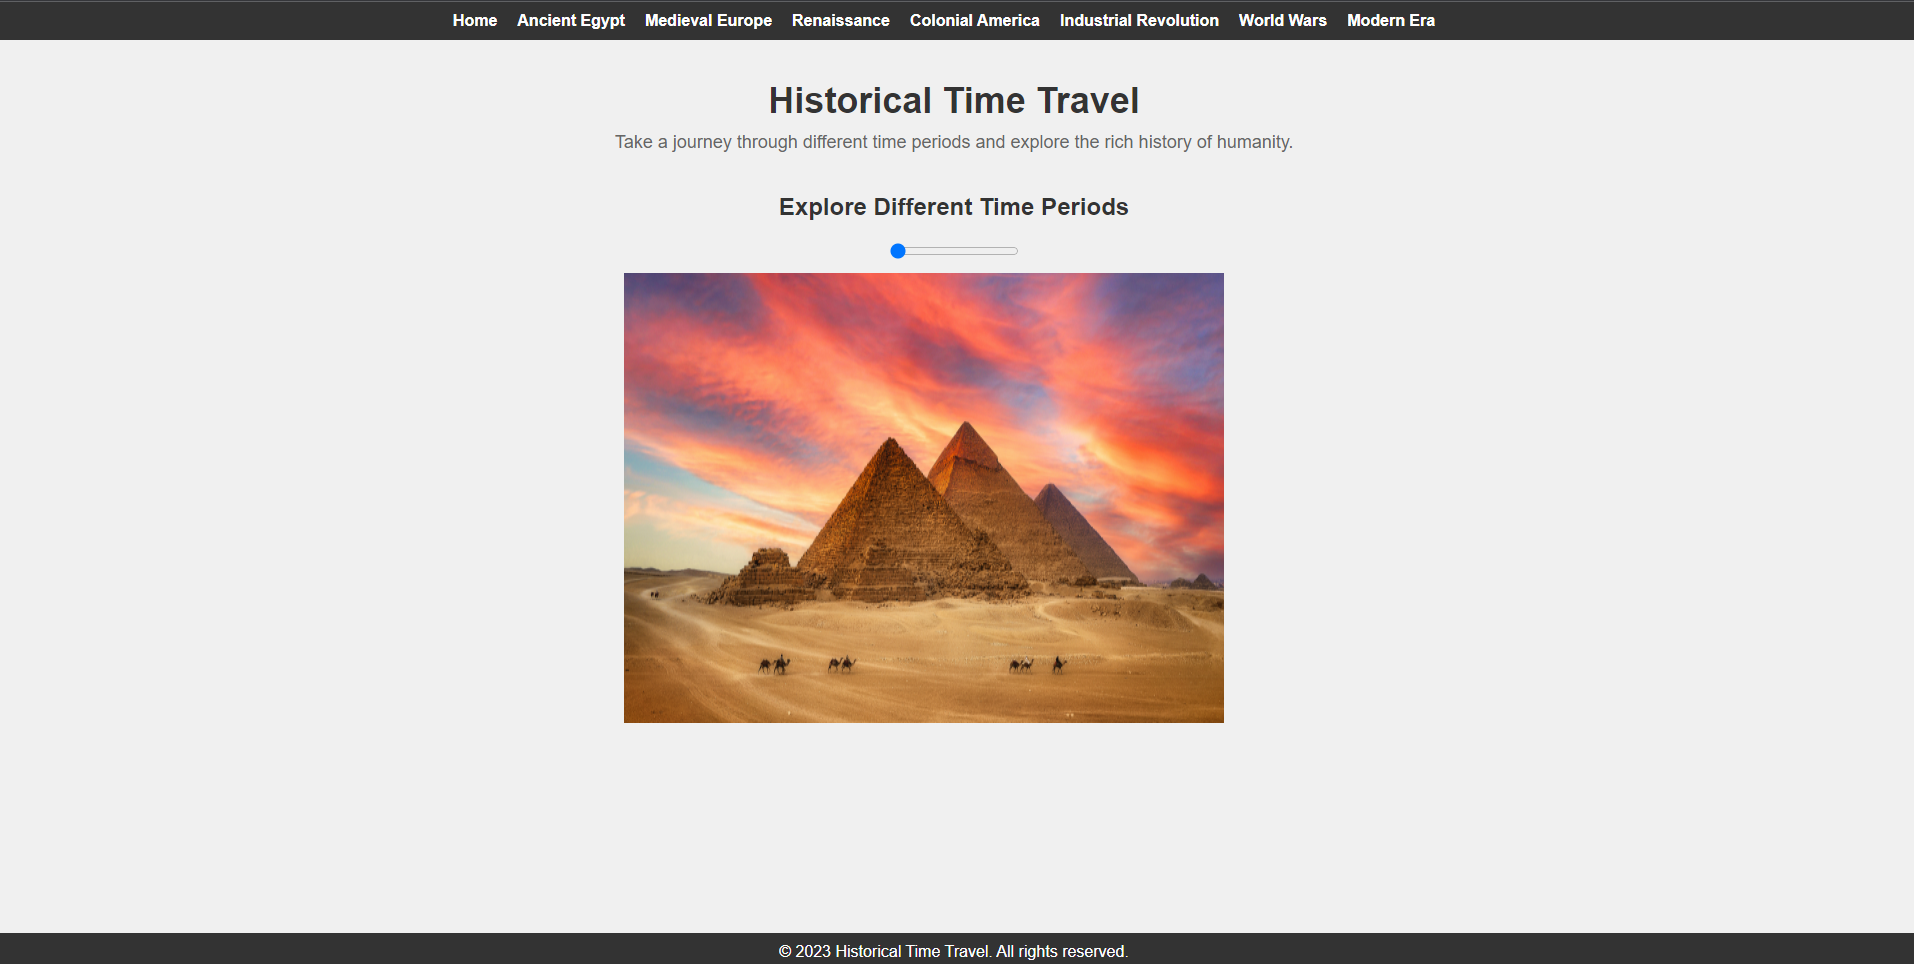 Home Ancient Egypt Medieval Europe Renaissance Colonial America Industrial Revolution World Wars Modern Era
Historical Time Travel
Take a journey through different time periods and explore the rich history of humanity.
Explore Different Time Periods
© 2023 Historical Time Travel. All rights reserved.